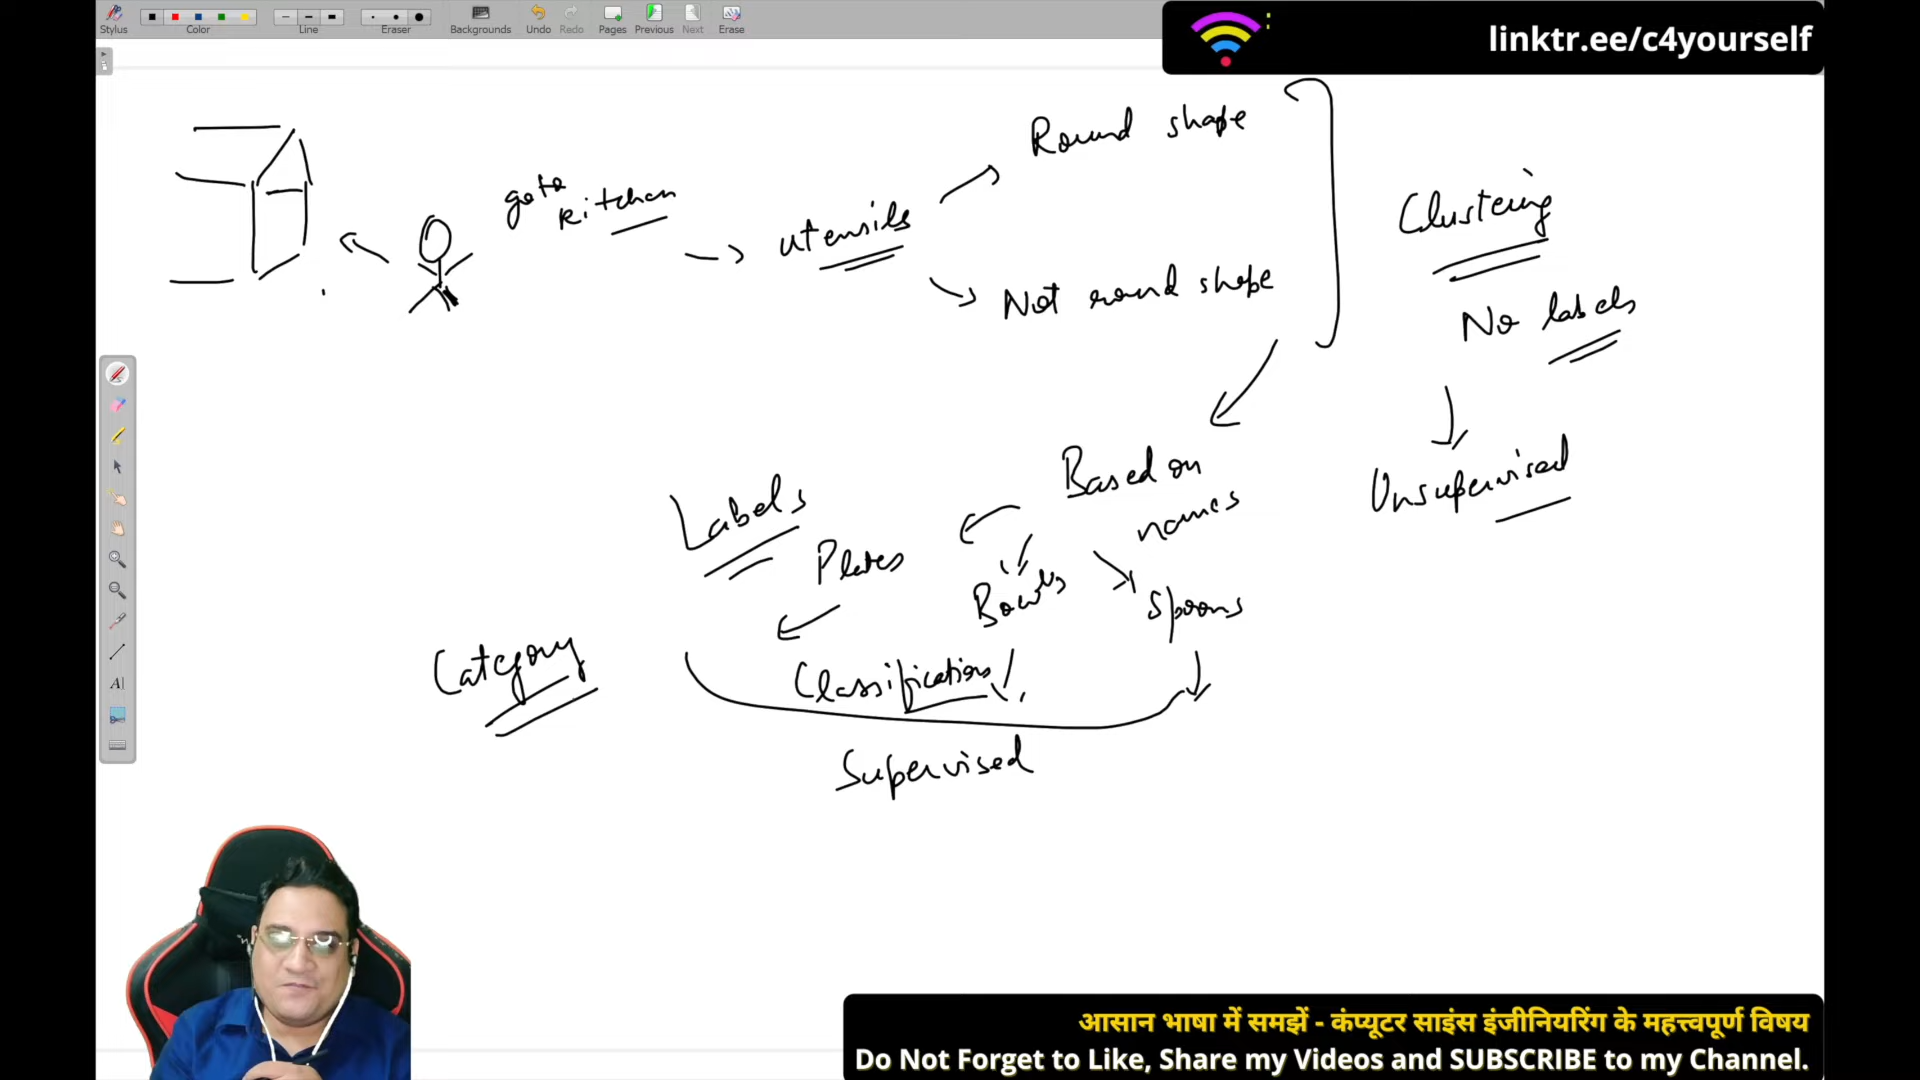 Stylus
Color
Line
Eraser
Backgrounds
Undo
Redo
Pages
Previous
Next
Erase
linktr.ee/c4yourself
Round shape
go to
kitchan
utensils
Not round shape
Clustering
No labels
Unsupervised
Based on
names
Labels
Plates
Bowls
Spoons
Category
Classification
Supervised
आसान भाषा में समझें - कंप्यूटर साइंस इंजीनियरिंग के महत्त्वपूर्ण विषय
Do Not Forget to Like, Share my Videos and SUBSCRIBE to my Channel.